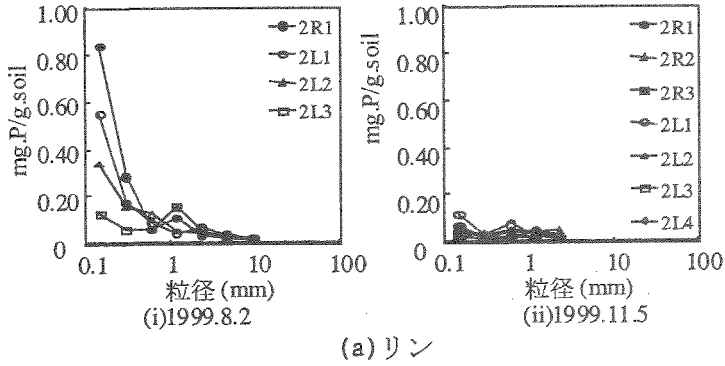 1.00
0.80
0.60
0.40
0.20
0
mg.P/g.soil
2R1
2L1
2L2
2L3
0.1
1
10
100
粒径 (mm)
(i)1999.8.2
1.00
0.80
0.60
0.40
0.20
0
mg.P/g.soil
2R1
2R2
2R3
2L1
2L2
2L3
2L4
0.1
1
10
100
粒径 (mm)
(ii)1999.11.5
(a)リン